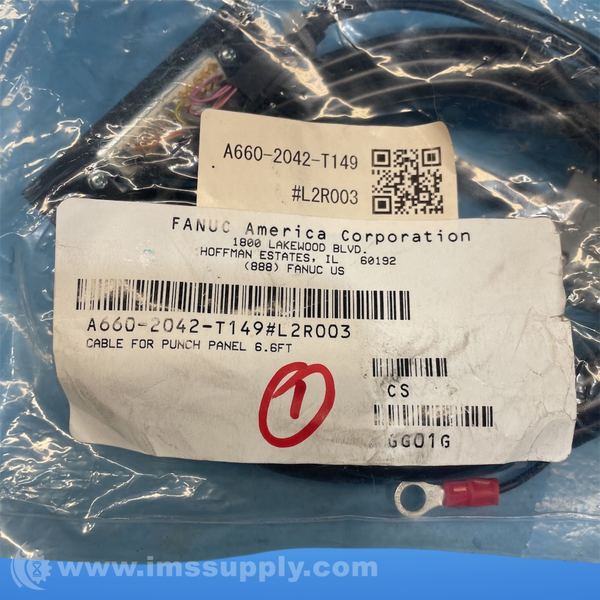 A660-2042-T149
#L2R003
FANUC America Corporation
1800 LAKEWOOD BLVD.
HOFFMAN ESTATES, IL 60192
(888) FANUC US
A660-2042-T149#L2R003
CABLE FOR PUNCH PANEL 6.6FT
1
CS
GG01G
www.imssupply.com